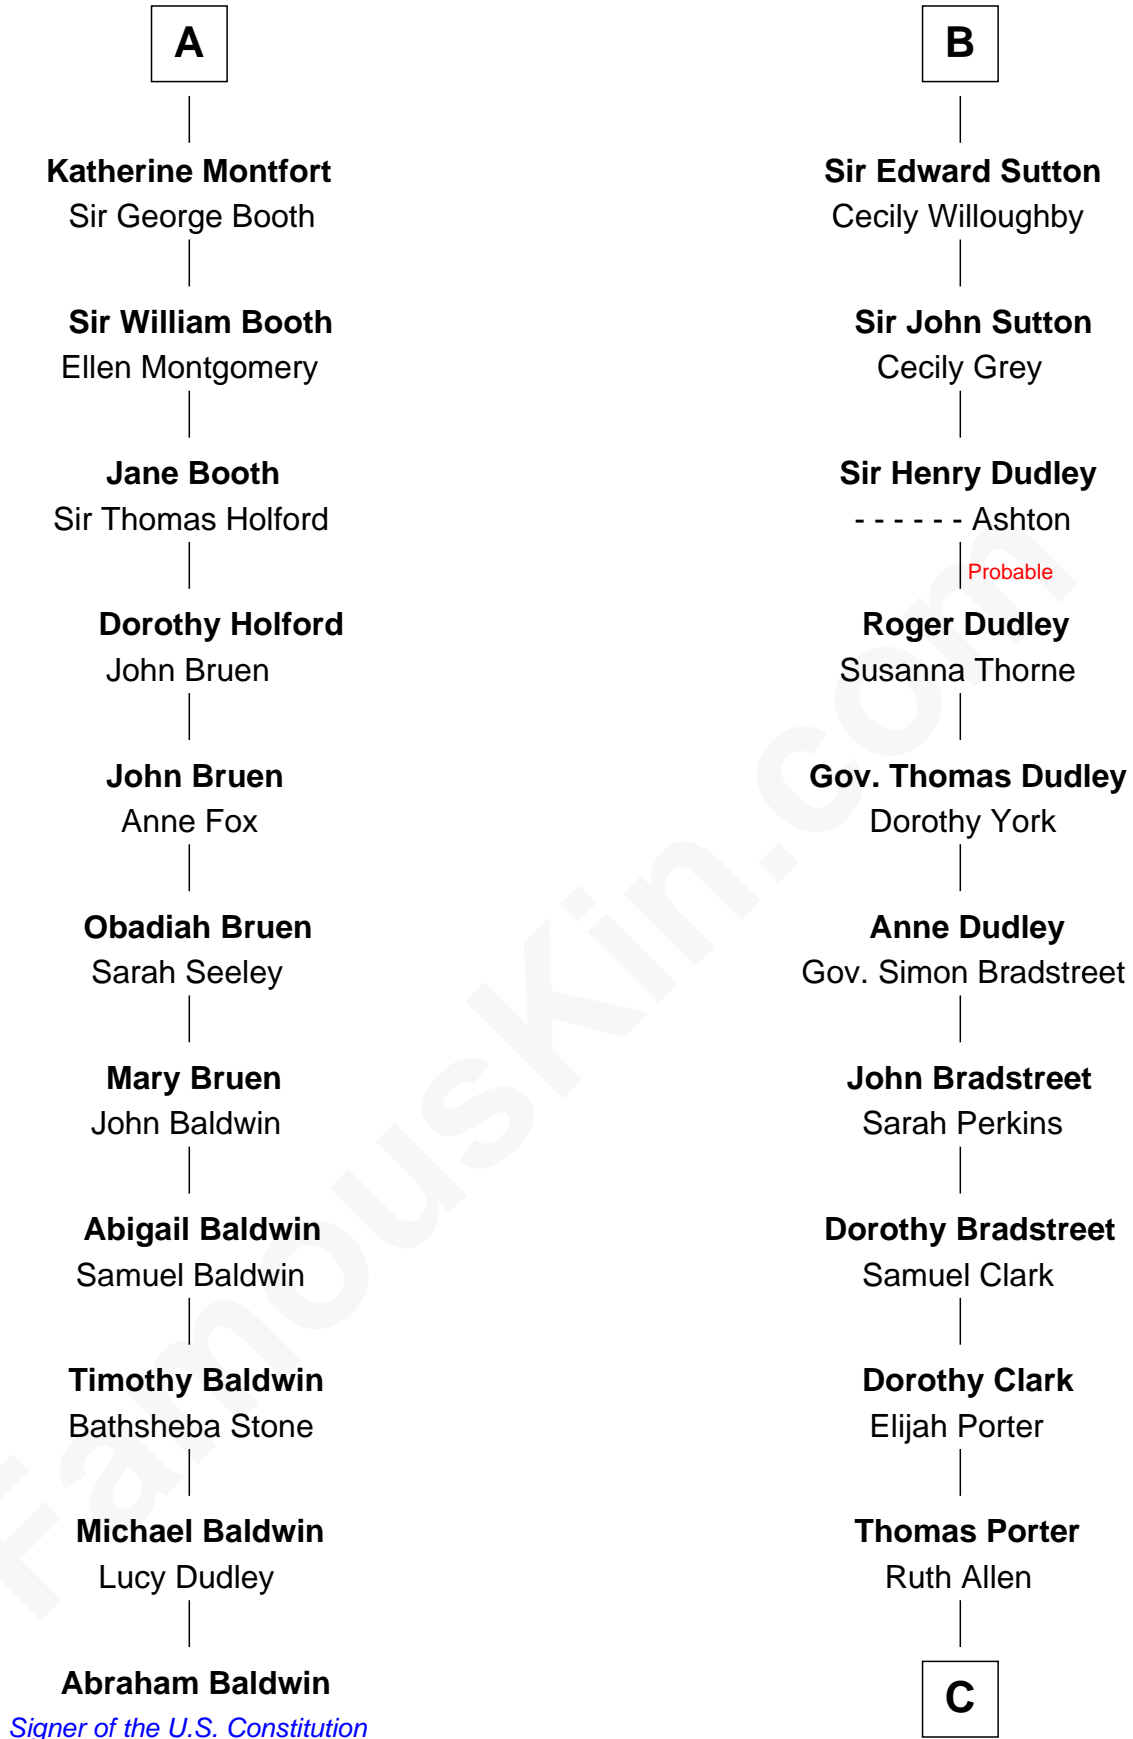 A
Katherine Montfort
Sir George Booth
Sir William Booth
Ellen Montgomery
Jane Booth
Sir Thomas Holford
Dorothy Holford
John Bruen
John Bruen
Anne Fox
Obadiah Bruen
Sarah Seeley
Mary Bruen
John Baldwin
Abigail Baldwin
Samuel Baldwin
Timothy Baldwin
Bathsheba Stone
Michael Baldwin
Lucy Dudley
Abraham Baldwin
Signer of the U.S. Constitution
B
Sir Edward Sutton
Cecily Willoughby
Sir John Sutton
Cecily Grey
Sir Henry Dudley
- - - - - - Ashton
Probable
Roger Dudley
Susanna Thorne
Gov. Thomas Dudley
Dorothy York
Anne Dudley
Gov. Simon Bradstreet
John Bradstreet
Sarah Perkins
Dorothy Bradstreet
Samuel Clark
Dorothy Clark
Elijah Porter
Thomas Porter
Ruth Allen
C
FamousKin.com